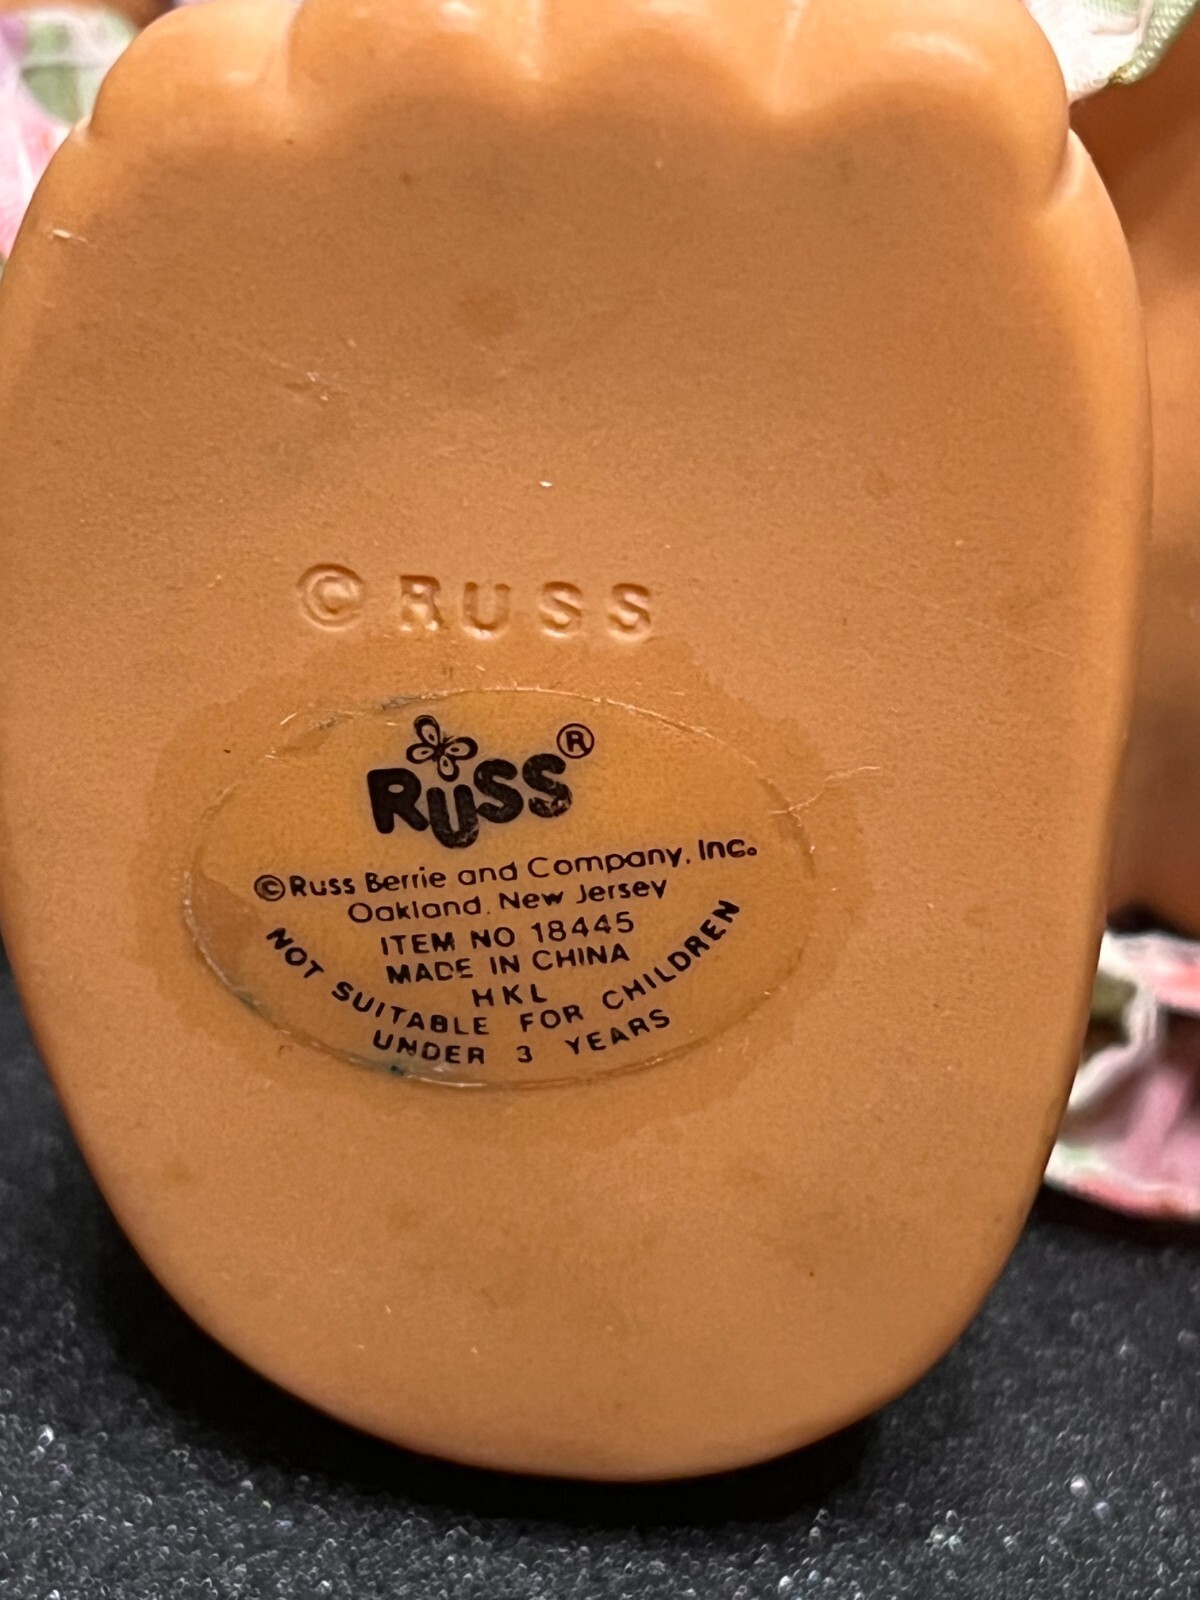 © RUSS
RUSS®
©Russ Berrie and Company, Inc.
Oakland, New Jersey
ITEM NO 18445
MADE IN CHINA
HKL
NOT SUITABLE FOR CHILDREN
UNDER 3 YEARS